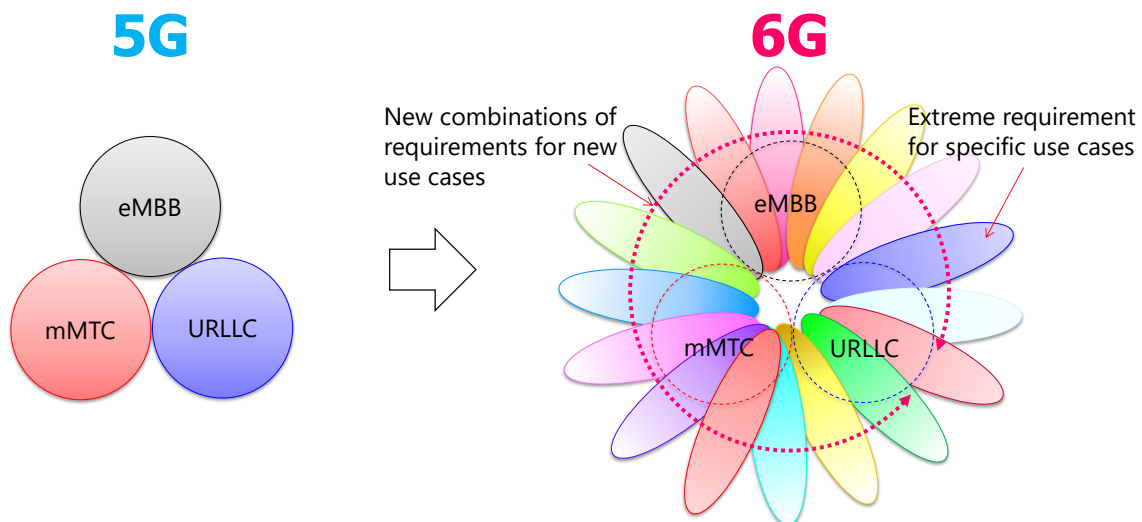 5G
6G
New combinations of
requirements for new
use cases
Extreme requirement
for specific use cases
eMBB
eMBB
mMTC
URLLC
mMTC
URLLC